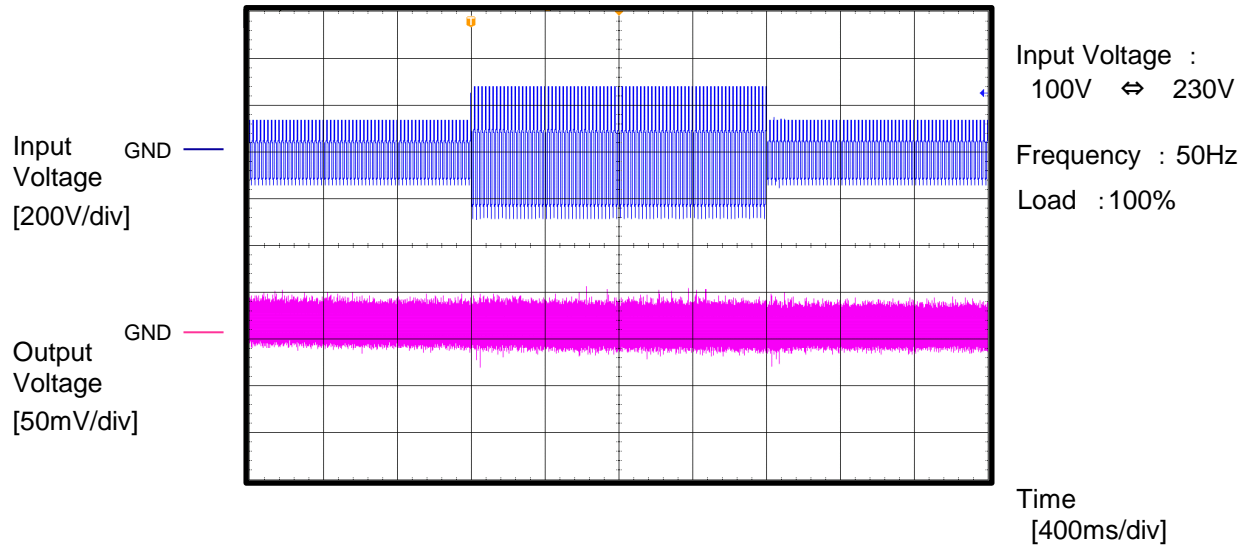 T
Input
Voltage
[200V/div]
GND
Output
Voltage
[50mV/div]
GND
Input Voltage :
100V ⇔ 230V
Frequency : 50Hz
Load :100%
Time
[400ms/div]